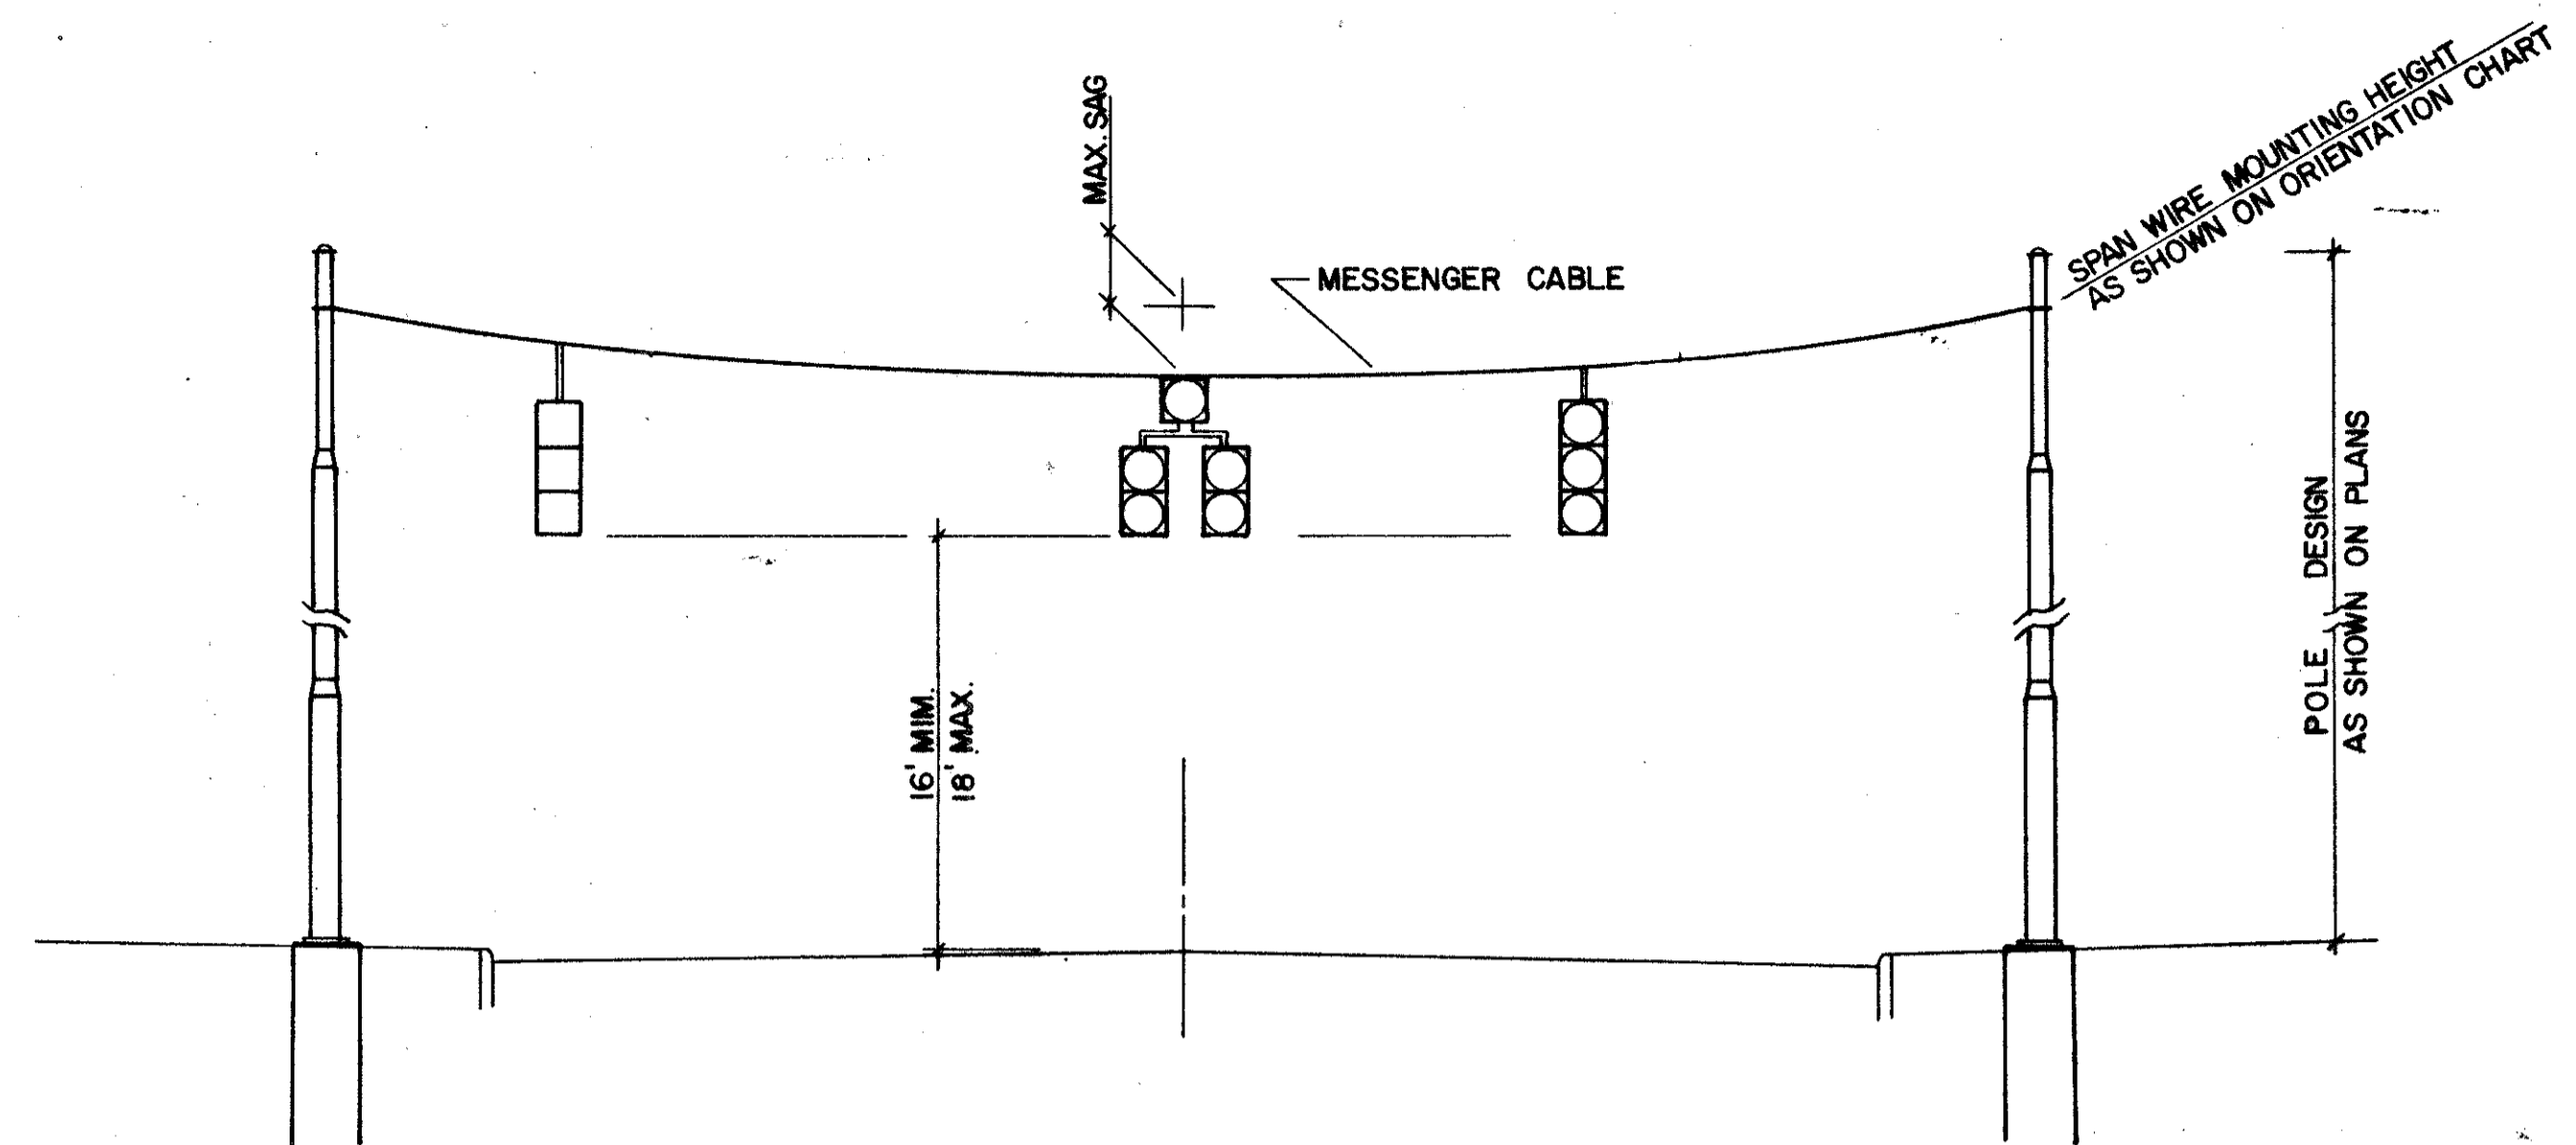 MAX. SAG
MESSENGER CABLE
SPAN WIRE MOUNTING HEIGHT
AS SHOWN ON ORIENTATION CHART
16' MIM.
18' MAX.
POLE DESIGN
AS SHOWN ON PLANS